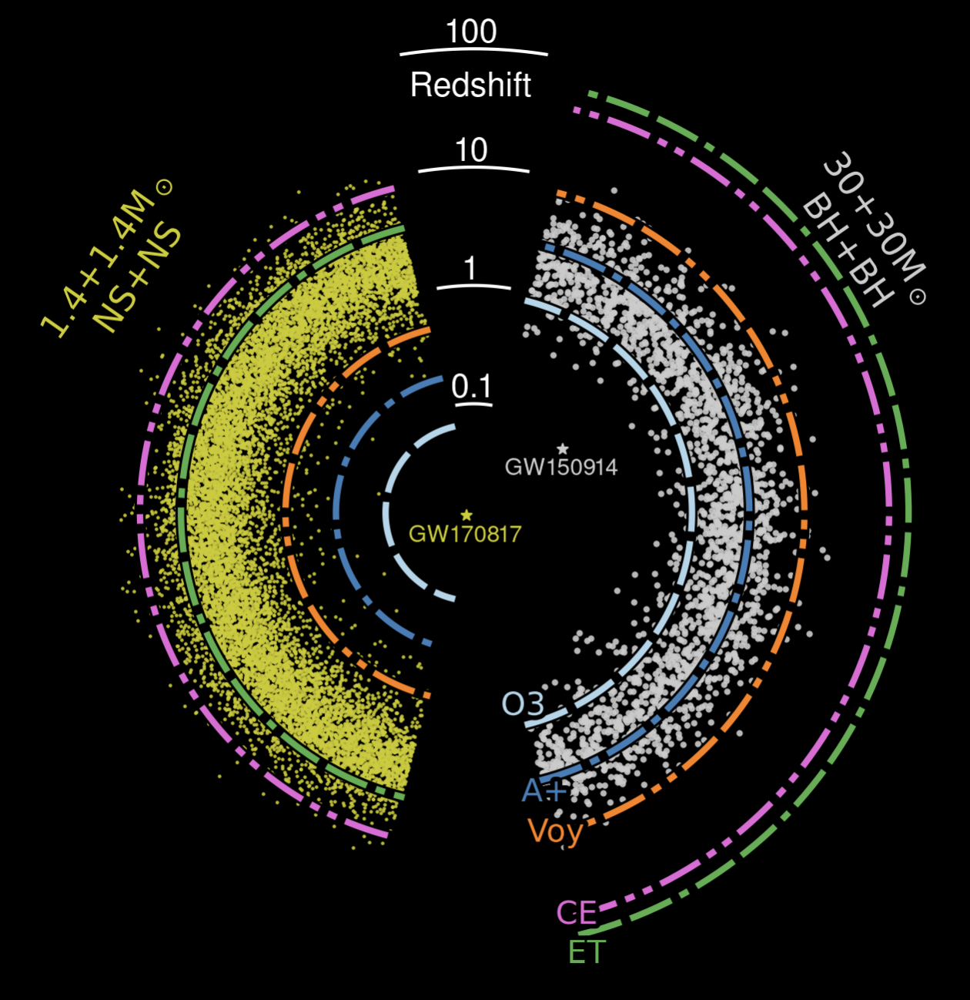 100
Redshift
10
1
0.1
1.4+1.4M⊙
NS+NS
30+30M⊙
BH+BH
GW150914
GW170817
O3
A+
Voy
CE
ET